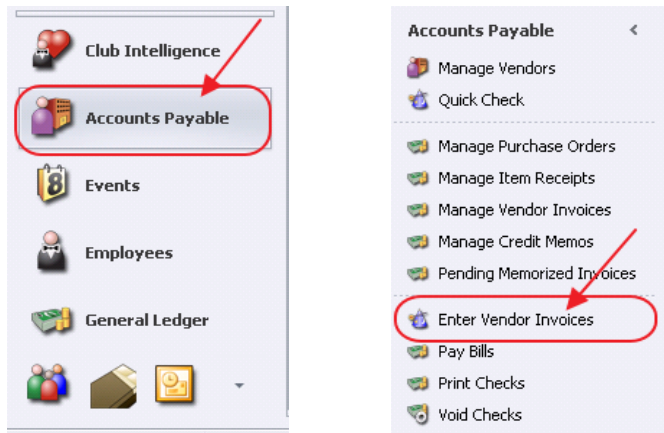 Club Intelligence
Accounts Payable
8
Events
Employees
General Ledger
Accounts Payable
Manage Vendors
Quick Check
Manage Purchase Orders
Manage Item Receipts
Manage Vendor Invoices
Manage Credit Memos
Pending Memorized Invoices
Enter Vendor Invoices
Pay Bills
Print Checks
Void Checks